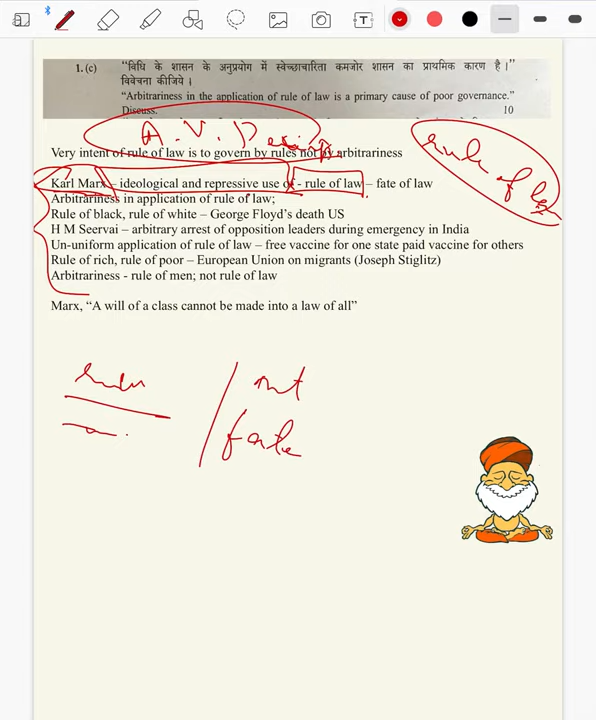 1. (c) "विधि के शासन के अनुप्रयोग में स्वेच्छाचारिता कमजोर शासन का प्राथमिक कारण है।"
विवेचना कीजिये।
"Arbitrariness in the application of rule of law is a primary cause of poor governance."
Discuss. 10
A. V. D
rule of law
Very intent of rule of law is to govern by rules not by arbitrariness
Karl Marx – ideological and repressive use of - rule of law – fate of law
Arbitrariness in application of rule of law;
Rule of black, rule of white – George Floyd's death US
H M Seervai – arbitrary arrest of opposition leaders during emergency in India
Un-uniform application of rule of law – free vaccine for one state paid vaccine for others
Rule of rich, rule of poor – European Union on migrants (Joseph Stiglitz)
Arbitrariness - rule of men; not rule of law
Marx, "A will of a class cannot be made into a law of all"
rules / not
fate